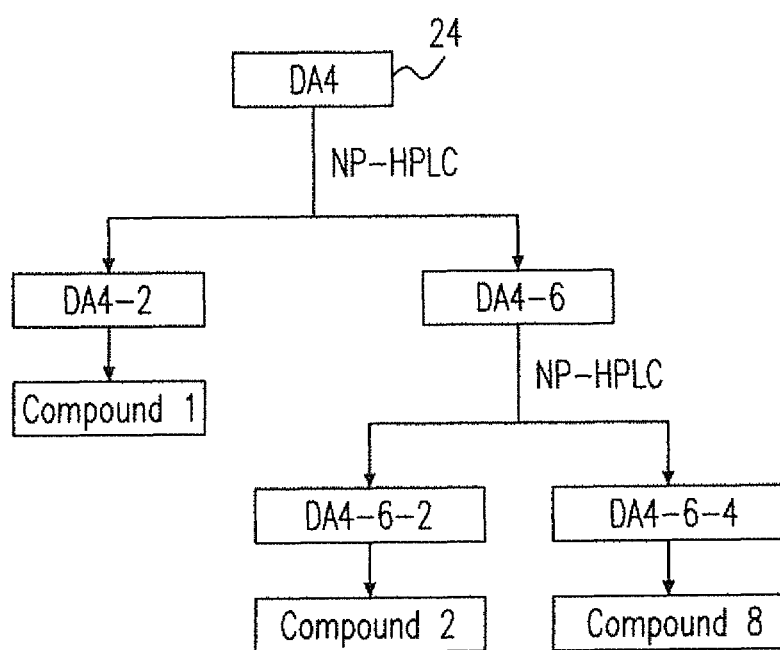 24
DA4
NP-HPLC
DA4-2
DA4-6
NP-HPLC
Compound 1
DA4-6-2
DA4-6-4
Compound 2
Compound 8